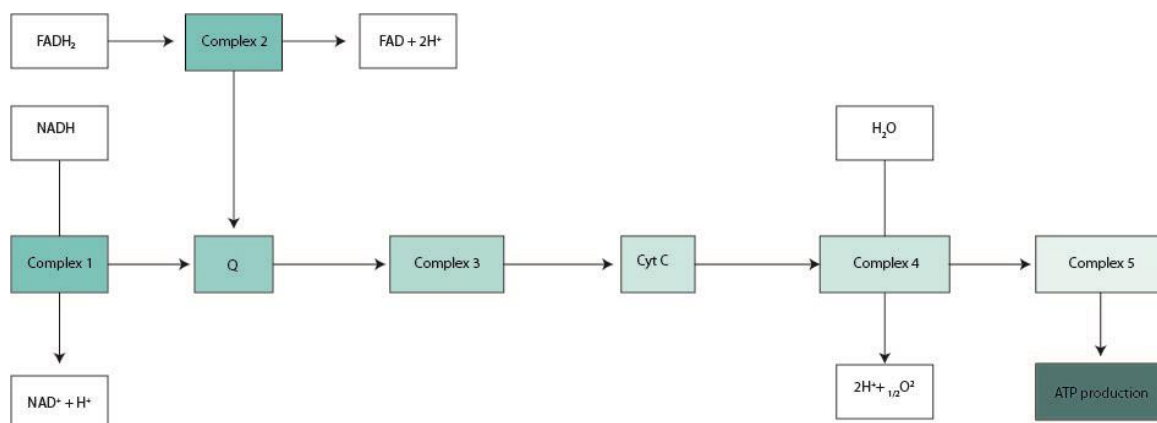 FADH₂
Complex 2
FAD + 2H⁺
NADH
H₂O
Complex 1
Q
Complex 3
Cyt C
Complex 4
Complex 5
NAD⁺ + H⁺
2H⁺+ ₁/₂O²
ATP production